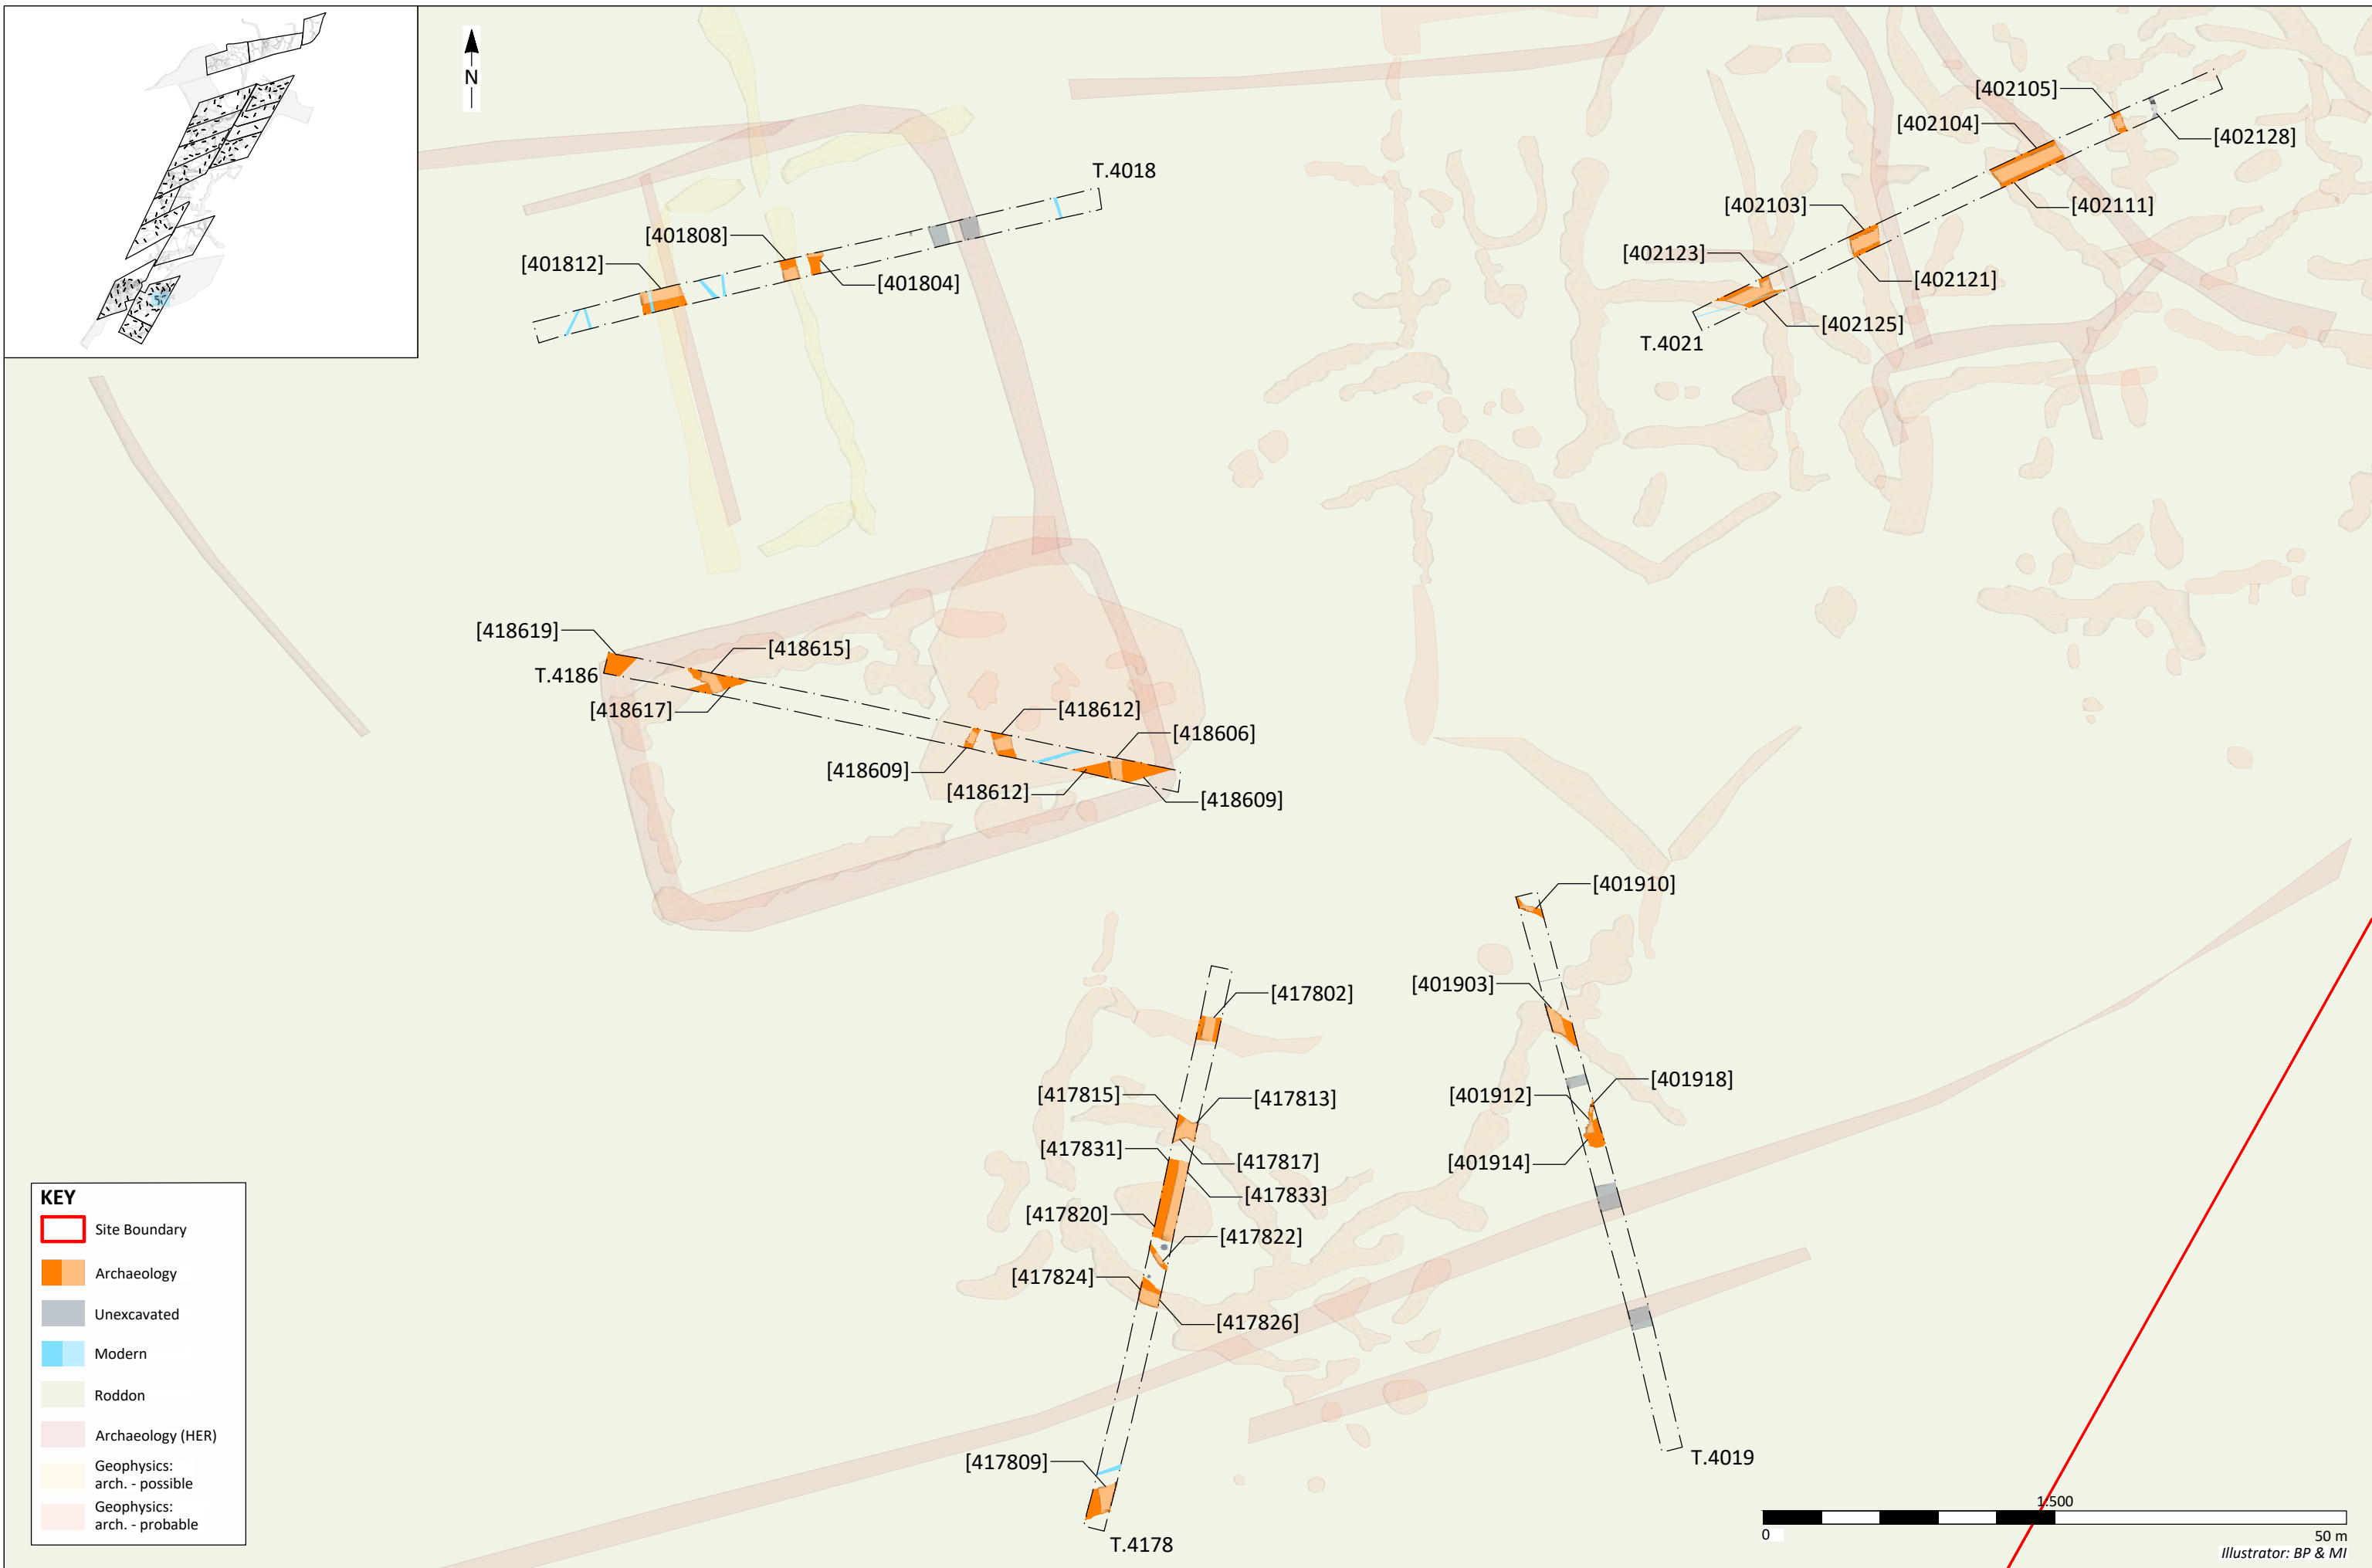 N
T.4018
[401808]
[401812]
[401804]
[402105]
[402104]
[402128]
[402103]
[402111]
[402123]
[402121]
[402125]
T.4021
[418619]
[418615]
T.4186
[418617]
[418612]
[418606]
[418609]
[418612]
[418609]
[401910]
[401903]
[417802]
[401918]
[401912]
[417815]
[417813]
[417831]
[417817]
[401914]
[417833]
[417820]
[417822]
[417824]
[417826]
[417809]
T.4019
T.4178
KEY
Site Boundary
Archaeology
Unexcavated
Modern
Roddon
Archaeology (HER)
Geophysics:
arch. - possible
Geophysics:
arch. - probable
1:500
0
50 m
Illustrator: BP & MI